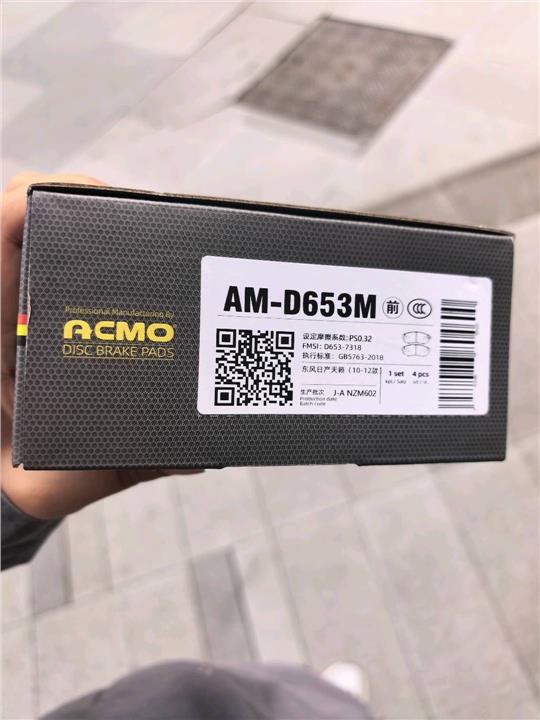 Professional Manufacturing By
ACMO
DISC BRAKE PADS
AM-D653M 前 CCC
设定摩擦系数:PS0.32
FMSI: D653-7318
执行标准: GB5763-2018
东风日产天籁 (10-12款)
1 set 4 pcs
生产批次 J-A NZM602
Production date
Batch code